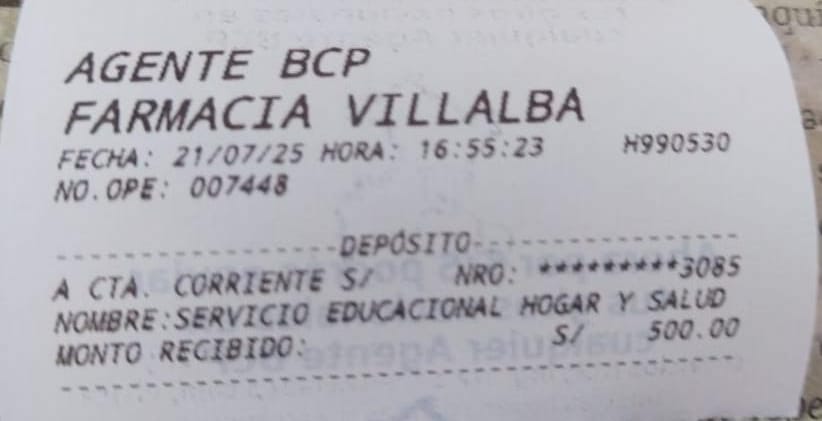 AGENTE BCP
FARMACIA VILLALBA
FECHA: 21/07/25 HORA: 16:55:23 H990530
NO.OPE: 007448
--------------------DEPÓSITO--------------------
A CTA. CORRIENTE S/ NRO: *********3085
NOMBRE:SERVICIO EDUCACIONAL HOGAR Y SALUD
MONTO RECIBIDO: S/ 500.00